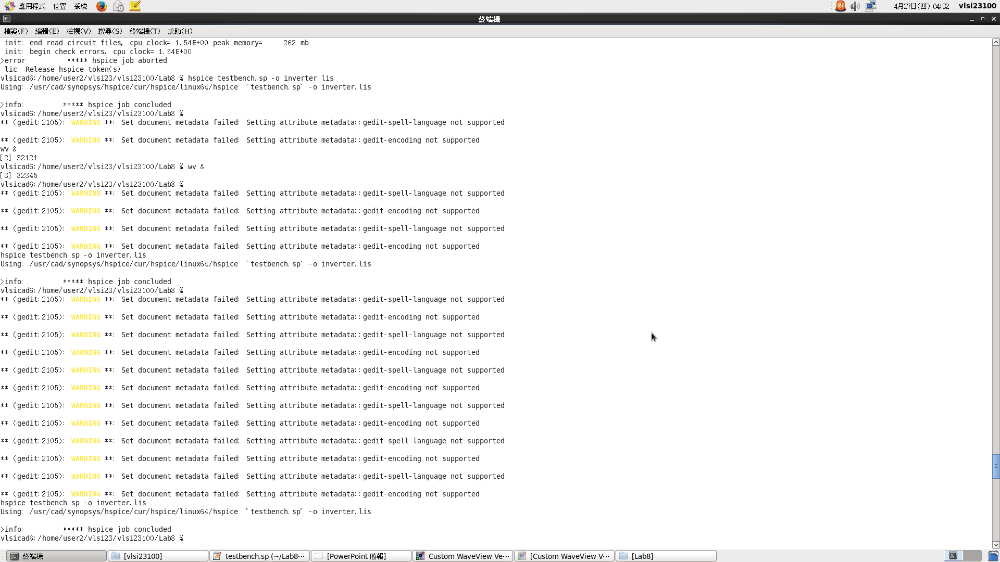 應用程式 位置 系統 4月27日(四) 04:32 vlsi23100
終端機
檔案(F) 編輯(E) 檢視(V) 搜尋(S) 終端機(T) 求助(H)
init: end read circuit files, cpu clock= 1.54E+00 peak memory=     262 mb
init: begin check errors, cpu clock= 1.54E+00
>error          ***** hspice job aborted
lic: Release hspice token(s)
vlsicad6:/home/user2/vlsi23/vlsi23100/Lab8 % hspice testbench.sp -o inverter.lis
Using: /usr/cad/synopsys/hspice/cur/hspice/linux64/hspice  'testbench.sp' -o inverter.lis
>info:          ***** hspice job concluded
vlsicad6:/home/user2/vlsi23/vlsi23100/Lab8 %
** (gedit:2105): WARNING **: Set document metadata failed: Setting attribute metadata::gedit-spell-language not supported
** (gedit:2105): WARNING **: Set document metadata failed: Setting attribute metadata::gedit-encoding not supported
wv &
[2] 32121
vlsicad6:/home/user2/vlsi23/vlsi23100/Lab8 % wv &
[3] 32345
vlsicad6:/home/user2/vlsi23/vlsi23100/Lab8 %
** (gedit:2105): WARNING **: Set document metadata failed: Setting attribute metadata::gedit-spell-language not supported
** (gedit:2105): WARNING **: Set document metadata failed: Setting attribute metadata::gedit-encoding not supported
** (gedit:2105): WARNING **: Set document metadata failed: Setting attribute metadata::gedit-spell-language not supported
** (gedit:2105): WARNING **: Set document metadata failed: Setting attribute metadata::gedit-encoding not supported
hspice testbench.sp -o inverter.lis
Using: /usr/cad/synopsys/hspice/cur/hspice/linux64/hspice  'testbench.sp' -o inverter.lis
>info:          ***** hspice job concluded
vlsicad6:/home/user2/vlsi23/vlsi23100/Lab8 %
** (gedit:2105): WARNING **: Set document metadata failed: Setting attribute metadata::gedit-spell-language not supported
** (gedit:2105): WARNING **: Set document metadata failed: Setting attribute metadata::gedit-encoding not supported
** (gedit:2105): WARNING **: Set document metadata failed: Setting attribute metadata::gedit-spell-language not supported
** (gedit:2105): WARNING **: Set document metadata failed: Setting attribute metadata::gedit-encoding not supported
** (gedit:2105): WARNING **: Set document metadata failed: Setting attribute metadata::gedit-spell-language not supported
** (gedit:2105): WARNING **: Set document metadata failed: Setting attribute metadata::gedit-encoding not supported
** (gedit:2105): WARNING **: Set document metadata failed: Setting attribute metadata::gedit-spell-language not supported
** (gedit:2105): WARNING **: Set document metadata failed: Setting attribute metadata::gedit-encoding not supported
** (gedit:2105): WARNING **: Set document metadata failed: Setting attribute metadata::gedit-spell-language not supported
** (gedit:2105): WARNING **: Set document metadata failed: Setting attribute metadata::gedit-encoding not supported
** (gedit:2105): WARNING **: Set document metadata failed: Setting attribute metadata::gedit-spell-language not supported
** (gedit:2105): WARNING **: Set document metadata failed: Setting attribute metadata::gedit-encoding not supported
hspice testbench.sp -o inverter.lis
Using: /usr/cad/synopsys/hspice/cur/hspice/linux64/hspice  'testbench.sp' -o inverter.lis
>info:          ***** hspice job concluded
vlsicad6:/home/user2/vlsi23/vlsi23100/Lab8 %
終端機 [vlsi23100] testbench.sp (~/Lab8… [PowerPoint 簡報] Custom WaveView Ve… [Custom WaveView V… [Lab8]